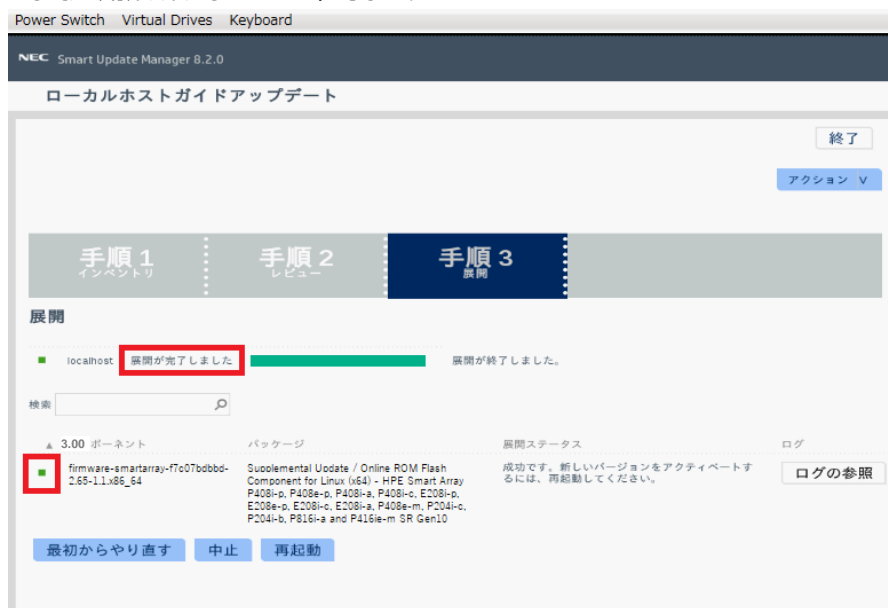 Power Switch Virtual Drives Keyboard
NEC Smart Update Manager 8.2.0
ローカルホストガイドアップデート
終了
アクション ∨
手順 1
インベントリ
手順 2
レビュー
手順 3
展開
展開
localhost 展開が完了しました 展開が終了しました。
検索
▲ 3.00 ポーネント パッケージ 展開ステータス ログ
firmware-smartarray-f7c07bdbbd-2.65-1.1.x86_64
Supplemental Update / Online ROM Flash
Component for Linux (x64) - HPE Smart Array
P408i-p, P408e-p, P408i-a, P408i-c, E208i-p,
E208e-p, E208i-c, E208i-a, P408e-m, P204i-c,
P204i-b, P816i-a and P416ie-m SR Gen10
成功です。新しいバージョンをアクティベートす
るには、再起動してください。
ログの参照
最初からやり直す 中止 再起動